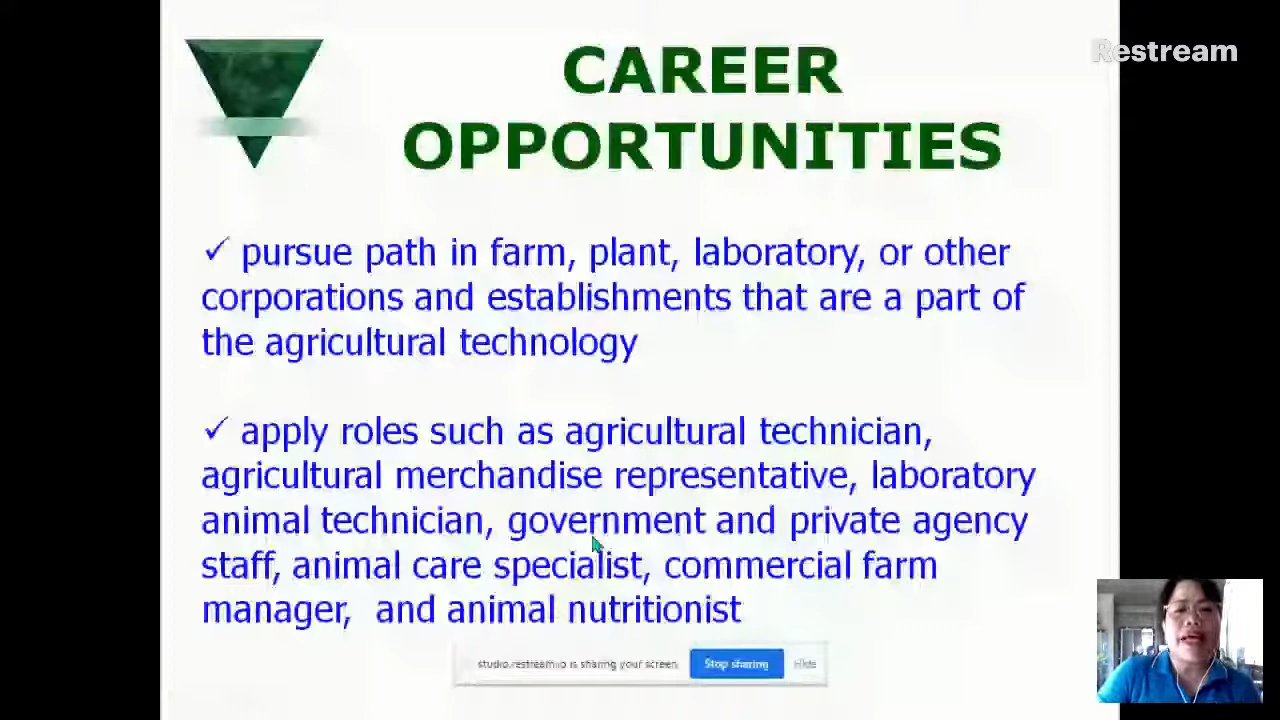 Restream
CAREER
OPPORTUNITIES
✓ pursue path in farm, plant, laboratory, or other
corporations and establishments that are a part of
the agricultural technology
✓ apply roles such as agricultural technician,
agricultural merchandise representative, laboratory
animal technician, government and private agency
staff, animal care specialist, commercial farm
manager,  and animal nutritionist
studio.restream.io is sharing your screen. Stop sharing Hide